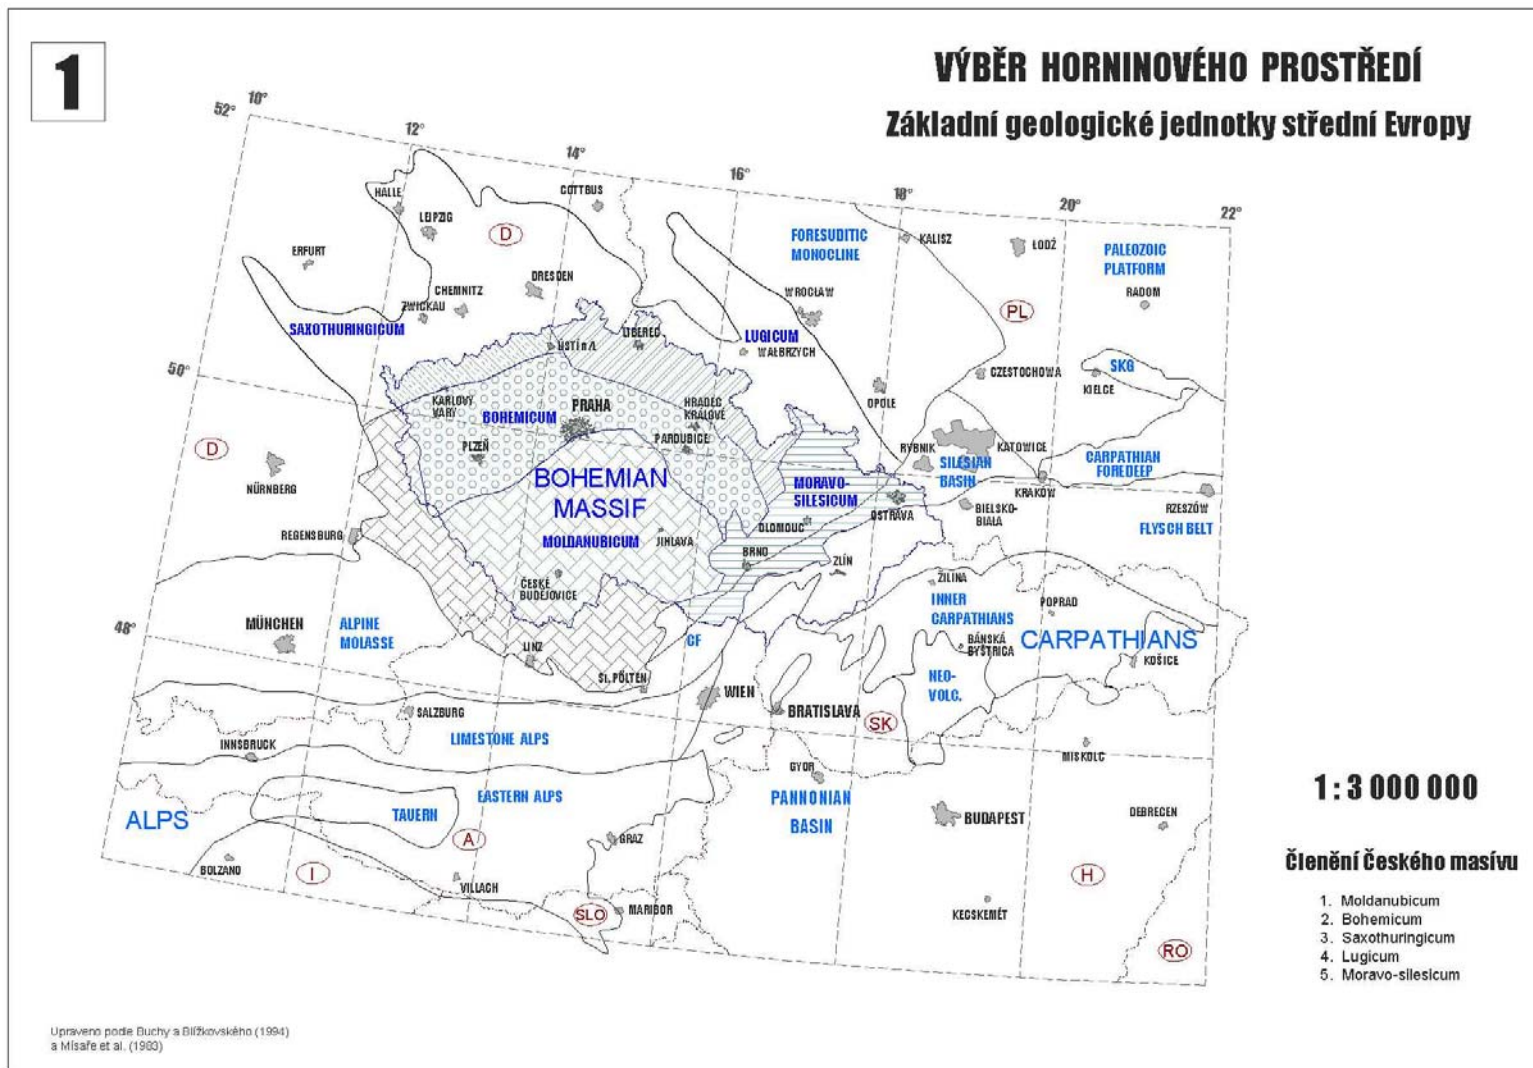 1
VÝBĚR HORNINOVÉHO PROSTŘEDÍ
Základní geologické jednotky střední Evropy
52°
10°
12°
14°
16°
18°
20°
22°
50°
48°
HALLE
LEIPZIG
COTTBUS
D
ERFURT
DRESDEN
CHEMNITZ
ZWICKAU
SAXOTHURINGICUM
FORESUDITIC
MONOCLINE
KALISZ
ŁODŹ
PALEOZOIC
PLATFORM
RADOM
WROCŁAW
PL
LUGICUM
WAŁBRZYCH
LIBEREC
ÚSTÍ n/L
CZESTOCHOWA
SKG
KIELCE
OPOLE
KARLOVY
VARY
BOHEMICUM
PRAHA
HRADEC
KRÁLOVÉ
PARDUBICE
PLZEŇ
D
NÜRNBERG
RYBNIK
KATOWICE
SILESIAN
BASIN
CARPATHIAN
FOREDEEP
KRAKÓW
RZESZÓW
BOHEMIAN
MASSIF
MORAVO-
SILESICUM
OSTRAVA
BIELSKO-
BIAŁA
FLYSCH BELT
OLOMOUC
REGENSBURG
MOLDANUBICUM
JIHLAVA
BRNO
ZLÍN
ČESKÉ
BUDĚJOVICE
ŽILINA
INNER
CARPATHIANS
POPRAD
MÜNCHEN
ALPINE
MOLASSE
CF
CARPATHIANS
BÁNSKÁ
BYŠTRICA
KOŠICE
LINZ
St. PÖLTEN
NEO-
VOLC.
WIEN
BRATISLAVA
SK
SALZBURG
INNSBRUCK
LIMESTONE ALPS
MISKOLC
GYOR
ALPS
TAUERN
EASTERN ALPS
PANNONIAN
BASIN
BUDAPEST
DEBRECEN
A
GRAZ
BOLZANO
I
VILLACH
SLO
MARIBOR
KECSKEMÉT
H
RO
1 : 3 000 000
Členění Českého masívu
1. Moldanubicum
2. Bohemicum
3. Saxothuringicum
4. Lugicum
5. Moravo-silesicum
Upraveno podle Buchy a Blížkovského (1994)
a Mísaře et al. (1983)